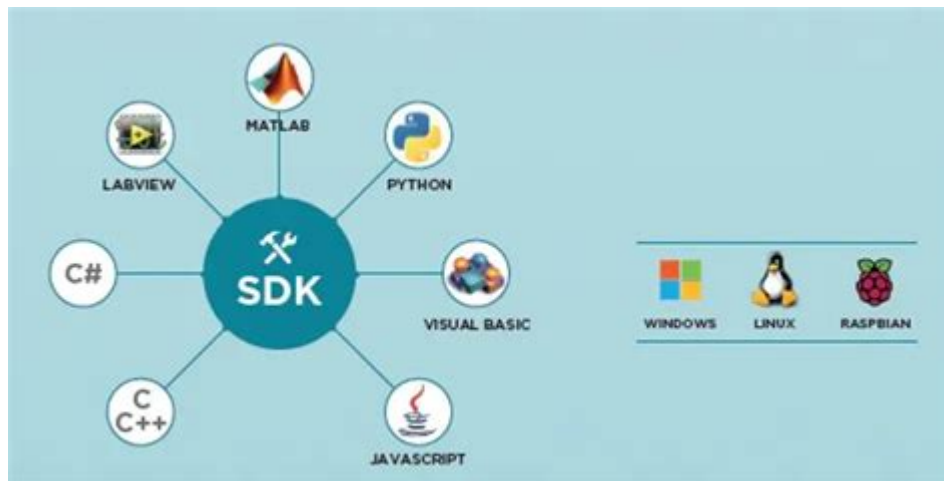 MATLAB
LABVIEW
PYTHON
C#
SDK
VISUAL BASIC
C
C++
JAVASCRIPT
WINDOWS
LINUX
RASPBIAN